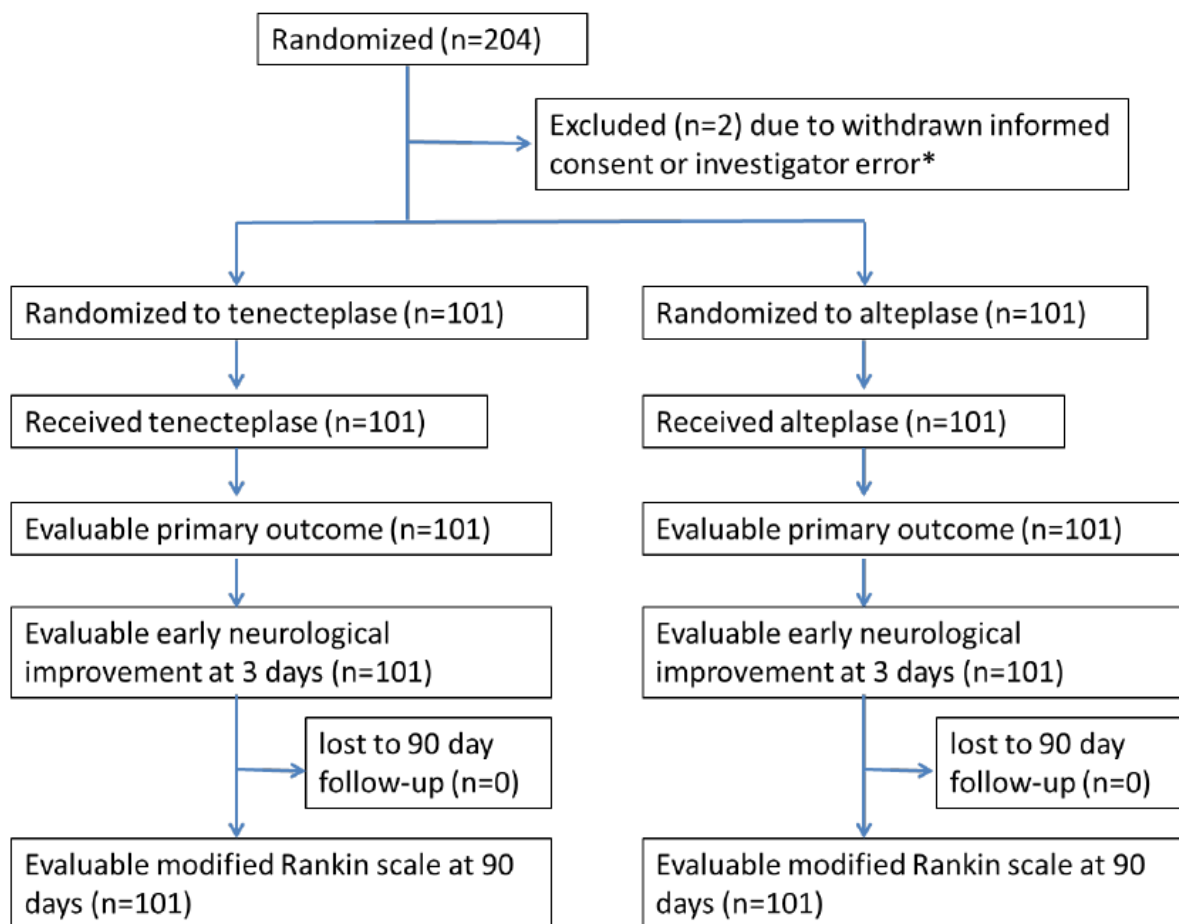 Randomized (n=204)
Excluded (n=2) due to withdrawn informed
consent or investigator error*
Randomized to tenecteplase (n=101)
Randomized to alteplase (n=101)
Received tenecteplase (n=101)
Received alteplase (n=101)
Evaluable primary outcome (n=101)
Evaluable primary outcome (n=101)
Evaluable early neurological
improvement at 3 days (n=101)
Evaluable early neurological
improvement at 3 days (n=101)
lost to 90 day
follow-up (n=0)
lost to 90 day
follow-up (n=0)
Evaluable modified Rankin scale at 90
days (n=101)
Evaluable modified Rankin scale at 90
days (n=101)